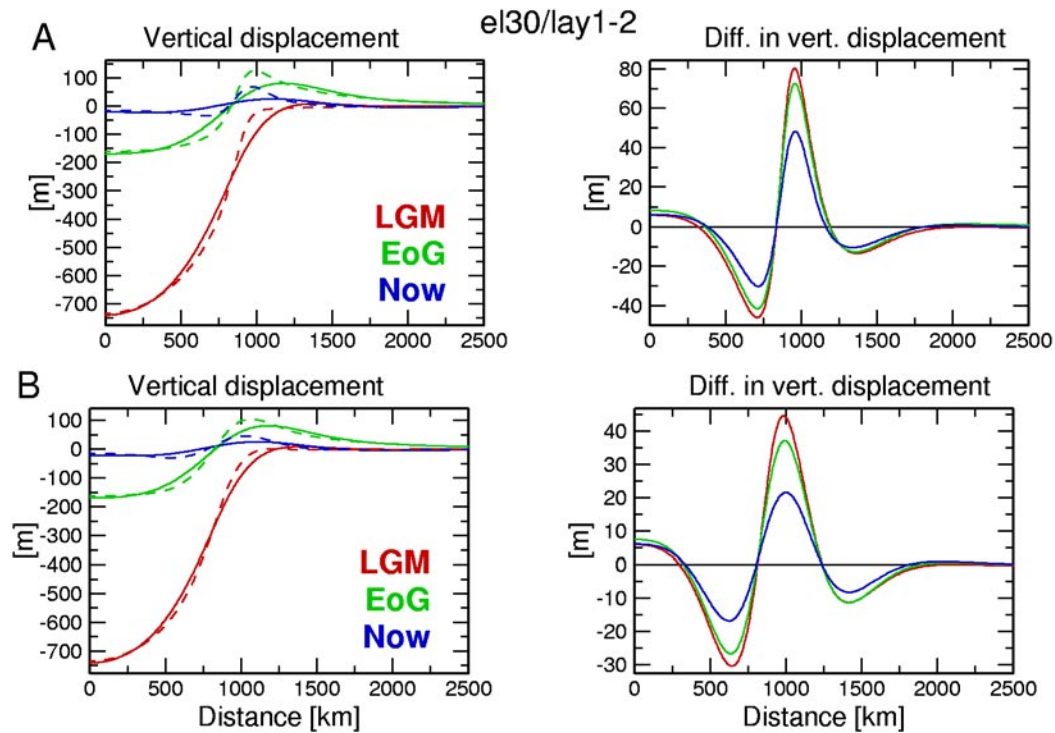 el30/lay1-2
A
Vertical displacement
Diff. in vert. displacement
100
0
-100
-200
-300
-400
-500
-600
-700
[m]
LGM
EoG
Now
0 500 1000 1500 2000 2500
80
60
40
20
0
-20
-40
[m]
0 500 1000 1500 2000 2500
B
Vertical displacement
Diff. in vert. displacement
100
0
-100
-200
-300
-400
-500
-600
-700
[m]
LGM
EoG
Now
0 500 1000 1500 2000 2500
Distance [km]
40
30
20
10
0
-10
-20
-30
[m]
0 500 1000 1500 2000 2500
Distance [km]